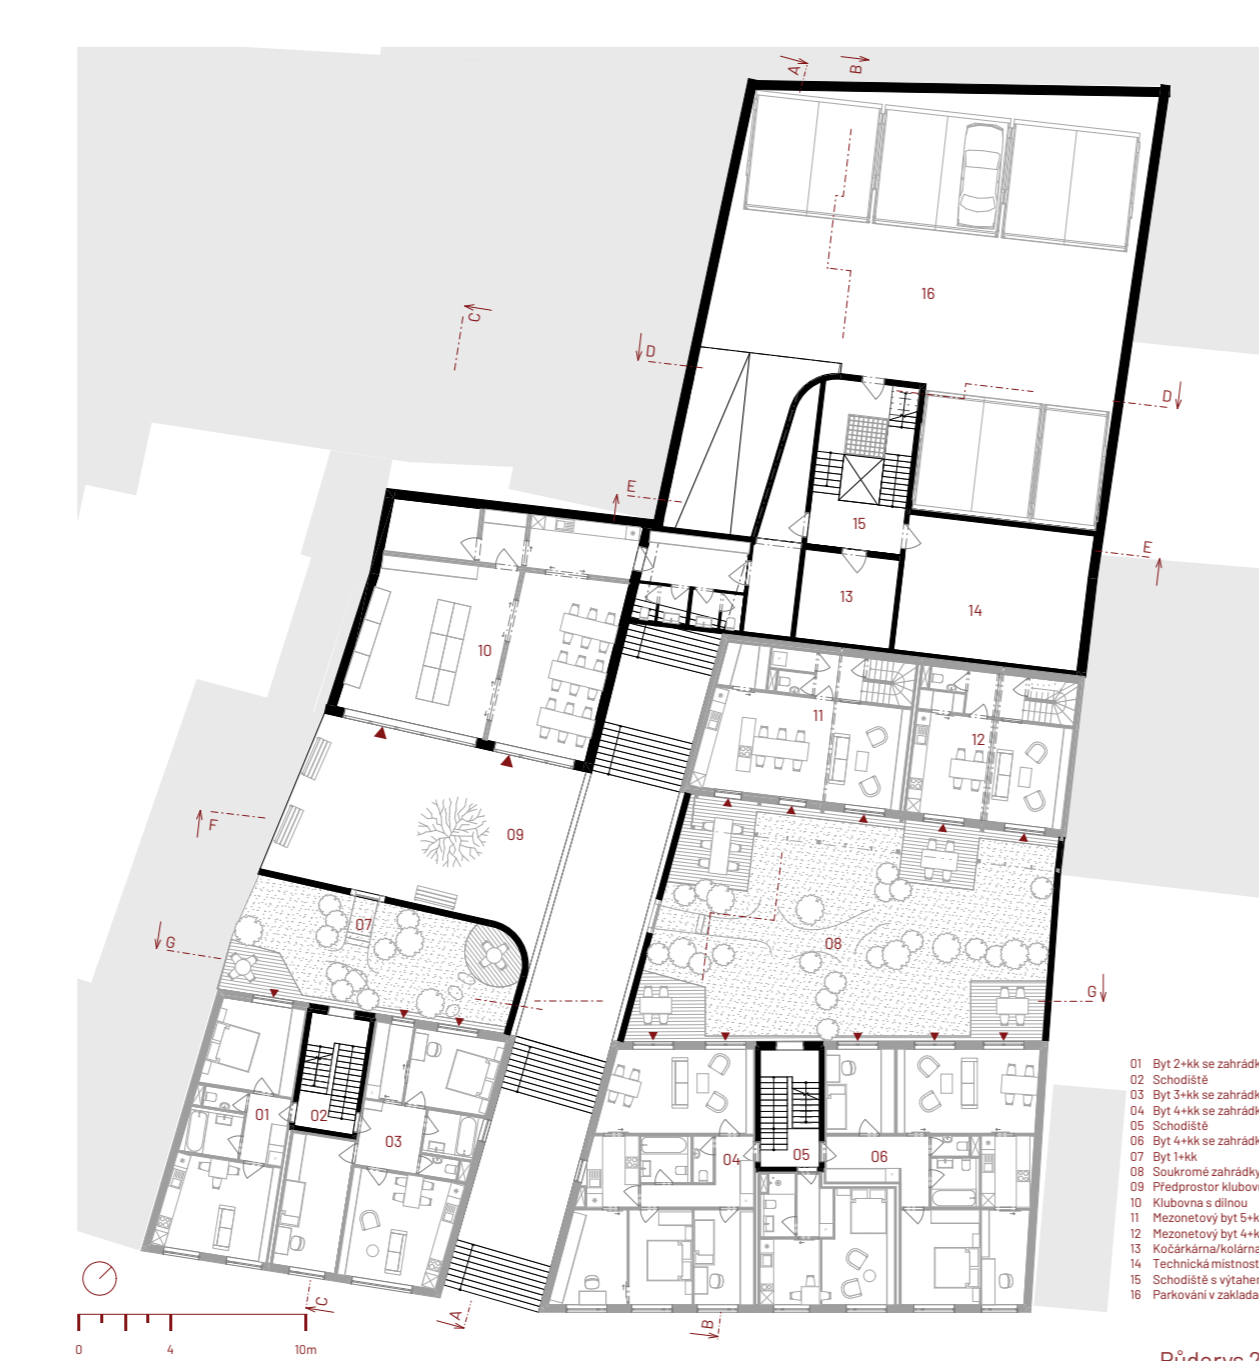 A
B
16
C
D
D
E
E
15
13
14
10
11
12
09
F
07
08
G
G
01
02
03
04
05
06
C
A
B
0 4 10m
01 Byt 2+kk se zahrádk
02 Schodiště
03 Byt 3+kk se zahrádk
04 Byt 4+kk se zahrádk
05 Schodiště
06 Byt 4+kk se zahrádk
07 Byt 1+kk
08 Soukromé zahrádky
09 Předprostor klubovn
10 Klubovna s dílnou
11 Mezonetový byt 5+k
12 Mezonetový byt 4+k
13 Kočárkárna/kolárna
14 Technická místnost
15 Schodiště s výtahem
16 Parkování v zaklada
Půdorys 2